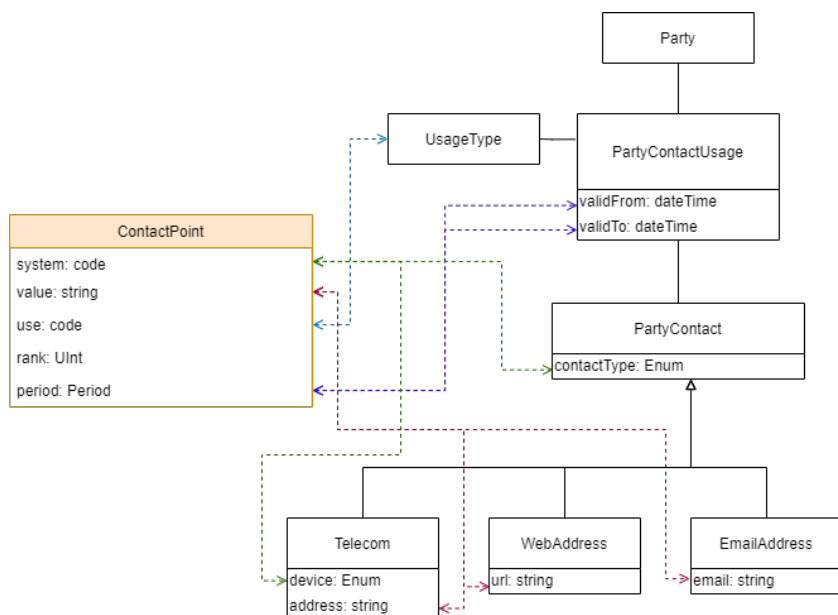 Party
UsageType
PartyContactUsage
validFrom: dateTime
validTo: dateTime
ContactPoint
system: code
value: string
use: code
rank: UInt
period: Period
PartyContact
contactType: Enum
Telecom
device: Enum
address: string
WebAddress
url: string
EmailAddress
email: string